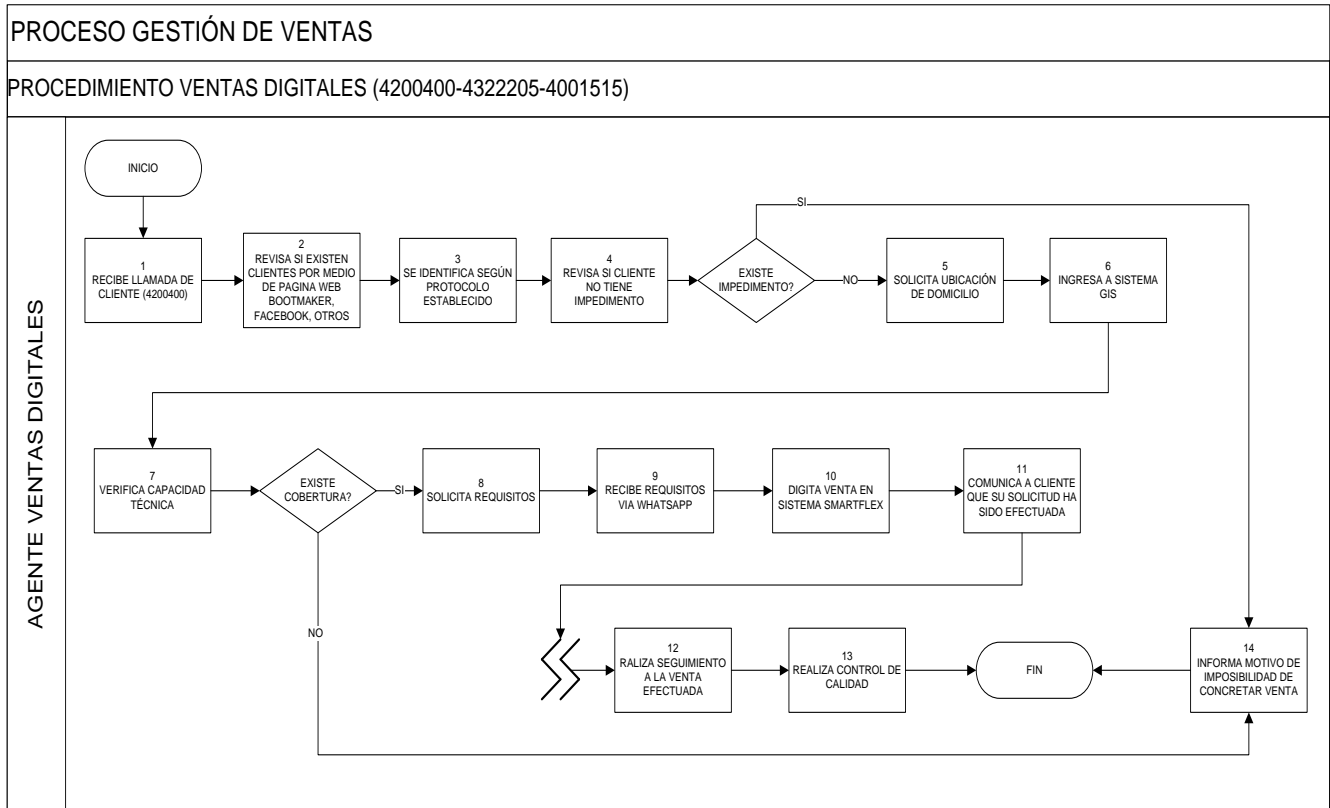 PROCESO GESTIÓN DE VENTAS
PROCEDIMIENTO VENTAS DIGITALES (4200400-4322205-4001515)
AGENTE VENTAS DIGITALES
INICIO
1
RECIBE LLAMADA DE
CLIENTE (4200400)
2
REVISA SI EXISTEN
CLIENTES POR MEDIO
DE PAGINA WEB
BOOTMAKER,
FACEBOOK, OTROS
3
SE IDENTIFICA SEGÚN
PROTOCOLO
ESTABLECIDO
4
REVISA SI CLIENTE
NO TIENE
IMPEDIMENTO
EXISTE
IMPEDIMENTO?
SI
NO
5
SOLICITA UBICACIÓN
DE DOMICILIO
6
INGRESA A SISTEMA
GIS
7
VERIFICA CAPACIDAD
TÉCNICA
EXISTE
COBERTURA?
SI
NO
8
SOLICITA REQUISITOS
9
RECIBE REQUISITOS
VIA WHATSAPP
10
DIGITA VENTA EN
SISTEMA SMARTFLEX
11
COMUNICA A CLIENTE
QUE SU SOLICITUD HA
SIDO EFECTUADA
12
RALIZA SEGUIMIENTO
A LA VENTA
EFECTUADA
13
REALIZA CONTROL DE
CALIDAD
FIN
14
INFORMA MOTIVO DE
IMPOSIBILIDAD DE
CONCRETAR VENTA